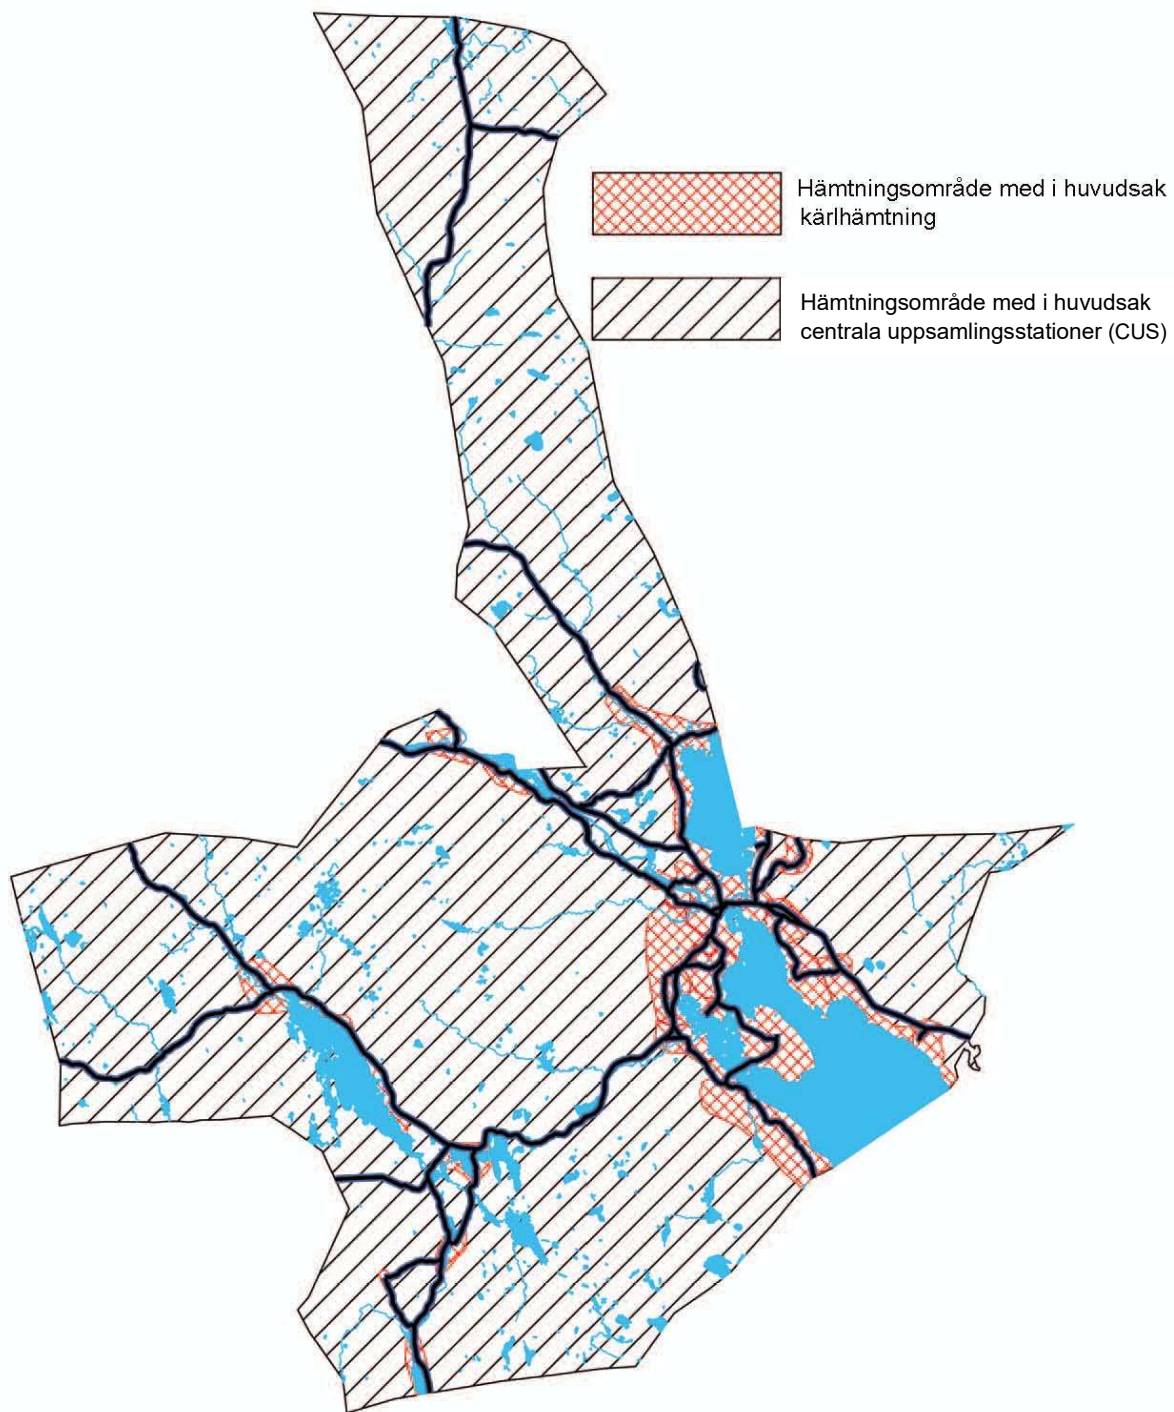 Hämtningsområde med i huvudsak
kärlhämtning
Hämtningsområde med i huvudsak
centrala uppsamlingsstationer (CUS)